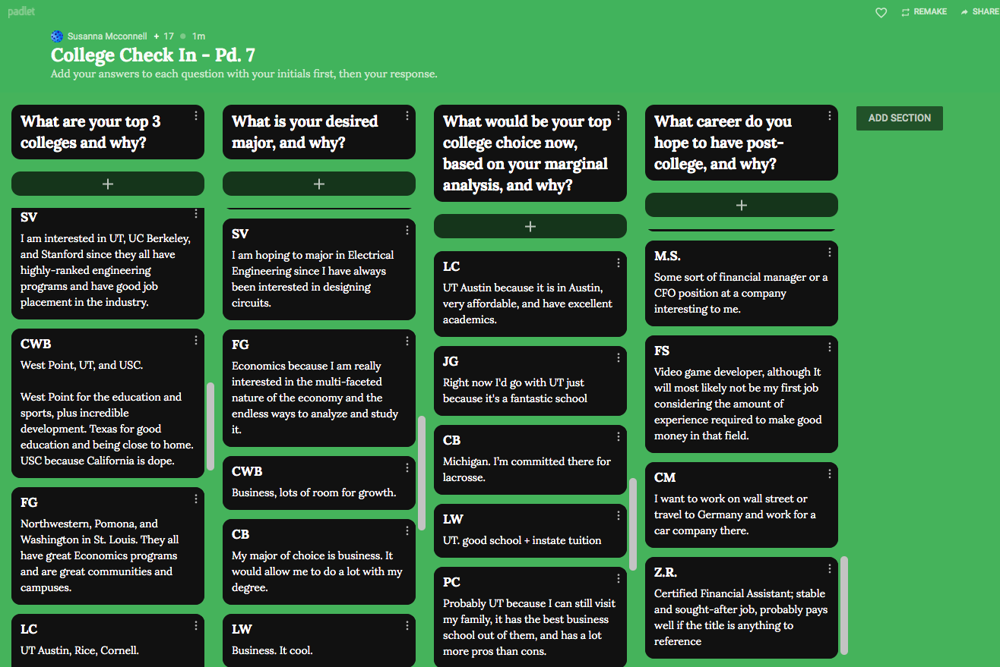 padlet
REMAKE
SHARE
Susanna Mcconnell + 17 1m
College Check In - Pd. 7
Add your answers to each question with your initials first, then your response.
What are your top 3
colleges and why?
SV
I am interested in UT, UC Berkeley,
and Stanford since they all have
highly-ranked engineering
programs and have good job
placement in the industry.
CWB
West Point, UT, and USC.
West Point for the education and
sports, plus incredible
development. Texas for good
education and being close to home.
USC because California is dope.
FG
Northwestern, Pomona, and
Washington in St. Louis. They all
have great Economics programs
and are great communities and
campuses.
LC
UT Austin, Rice, Cornell.
What is your desired
major, and why?
SV
I am hoping to major in Electrical
Engineering since I have always
been interested in designing
circuits.
FG
Economics because I am really
interested in the multi-faceted
nature of the economy and the
endless ways to analyze and study
it.
CWB
Business, lots of room for growth.
CB
My major of choice is business. It
would allow me to do a lot with my
degree.
LW
Business. It cool.
What would be your top
college choice now,
based on your marginal
analysis, and why?
LC
UT Austin because it is in Austin,
very affordable, and have excellent
academics.
JG
Right now I'd go with UT just
because it's a fantastic school
CB
Michigan. I'm committed there for
lacrosse.
LW
UT. good school + instate tuition
PC
Probably UT because I can still visit
my family, it has the best business
school out of them, and has a lot
more pros than cons.
What career do you
hope to have post-
college, and why?
M.S.
Some sort of financial manager or a
CFO position at a company
interesting to me.
FS
Video game developer, although It
will most likely not be my first job
considering the amount of
experience required to make good
money in that field.
CM
I want to work on wall street or
travel to Germany and work for a
car company there.
Z.R.
Certified Financial Assistant; stable
and sought-after job, probably pays
well if the title is anything to
reference
ADD SECTION